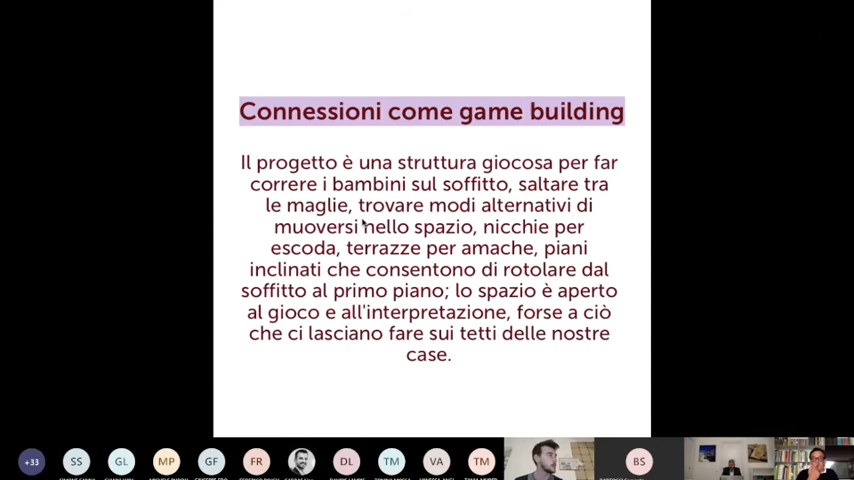 Connessioni come game building
Il progetto è una struttura giocosa per far
correre i bambini sul soffitto, saltare tra
le maglie, trovare modi alternativi di
muoversi nello spazio, nicchie per
escoda, terrazze per amache, piani
inclinati che consentono di rotolare dal
soffitto al primo piano; lo spazio è aperto
al gioco e all'interpretazione, forse a ciò
che ci lasciano fare sui tetti delle nostre
case.
+33 SS GL MP GF FR DL TM VA TM BS